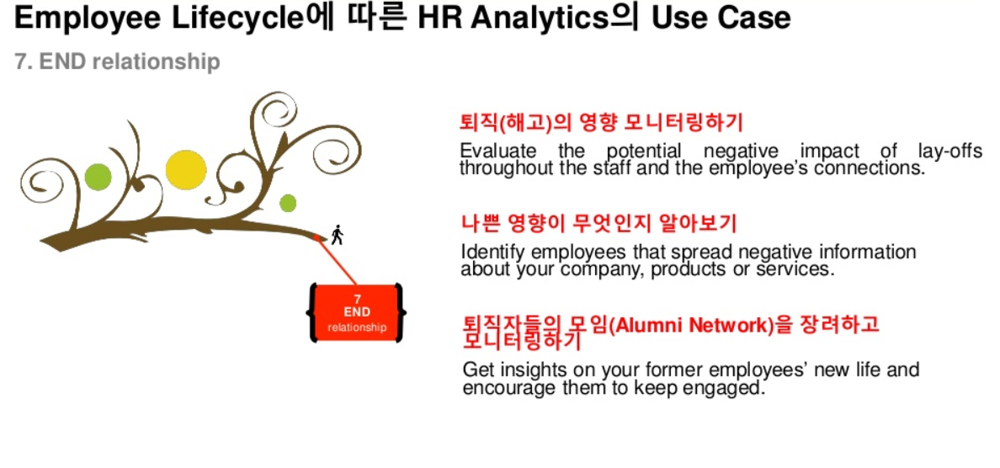 Employee Lifecycle에 따른 HR Analytics의 Use Case
7. END relationship
퇴직(해고)의 영향 모니터링하기
Evaluate the potential negative impact of lay-offs
throughout the staff and the employee's connections.
나쁜 영향이 무엇인지 알아보기
Identify employees that spread negative information
about your company, products or services.
7
END
relationship
퇴직자들의 모임(Alumni Network)을 장려하고
모니터링하기
Get insights on your former employees' new life and
encourage them to keep engaged.